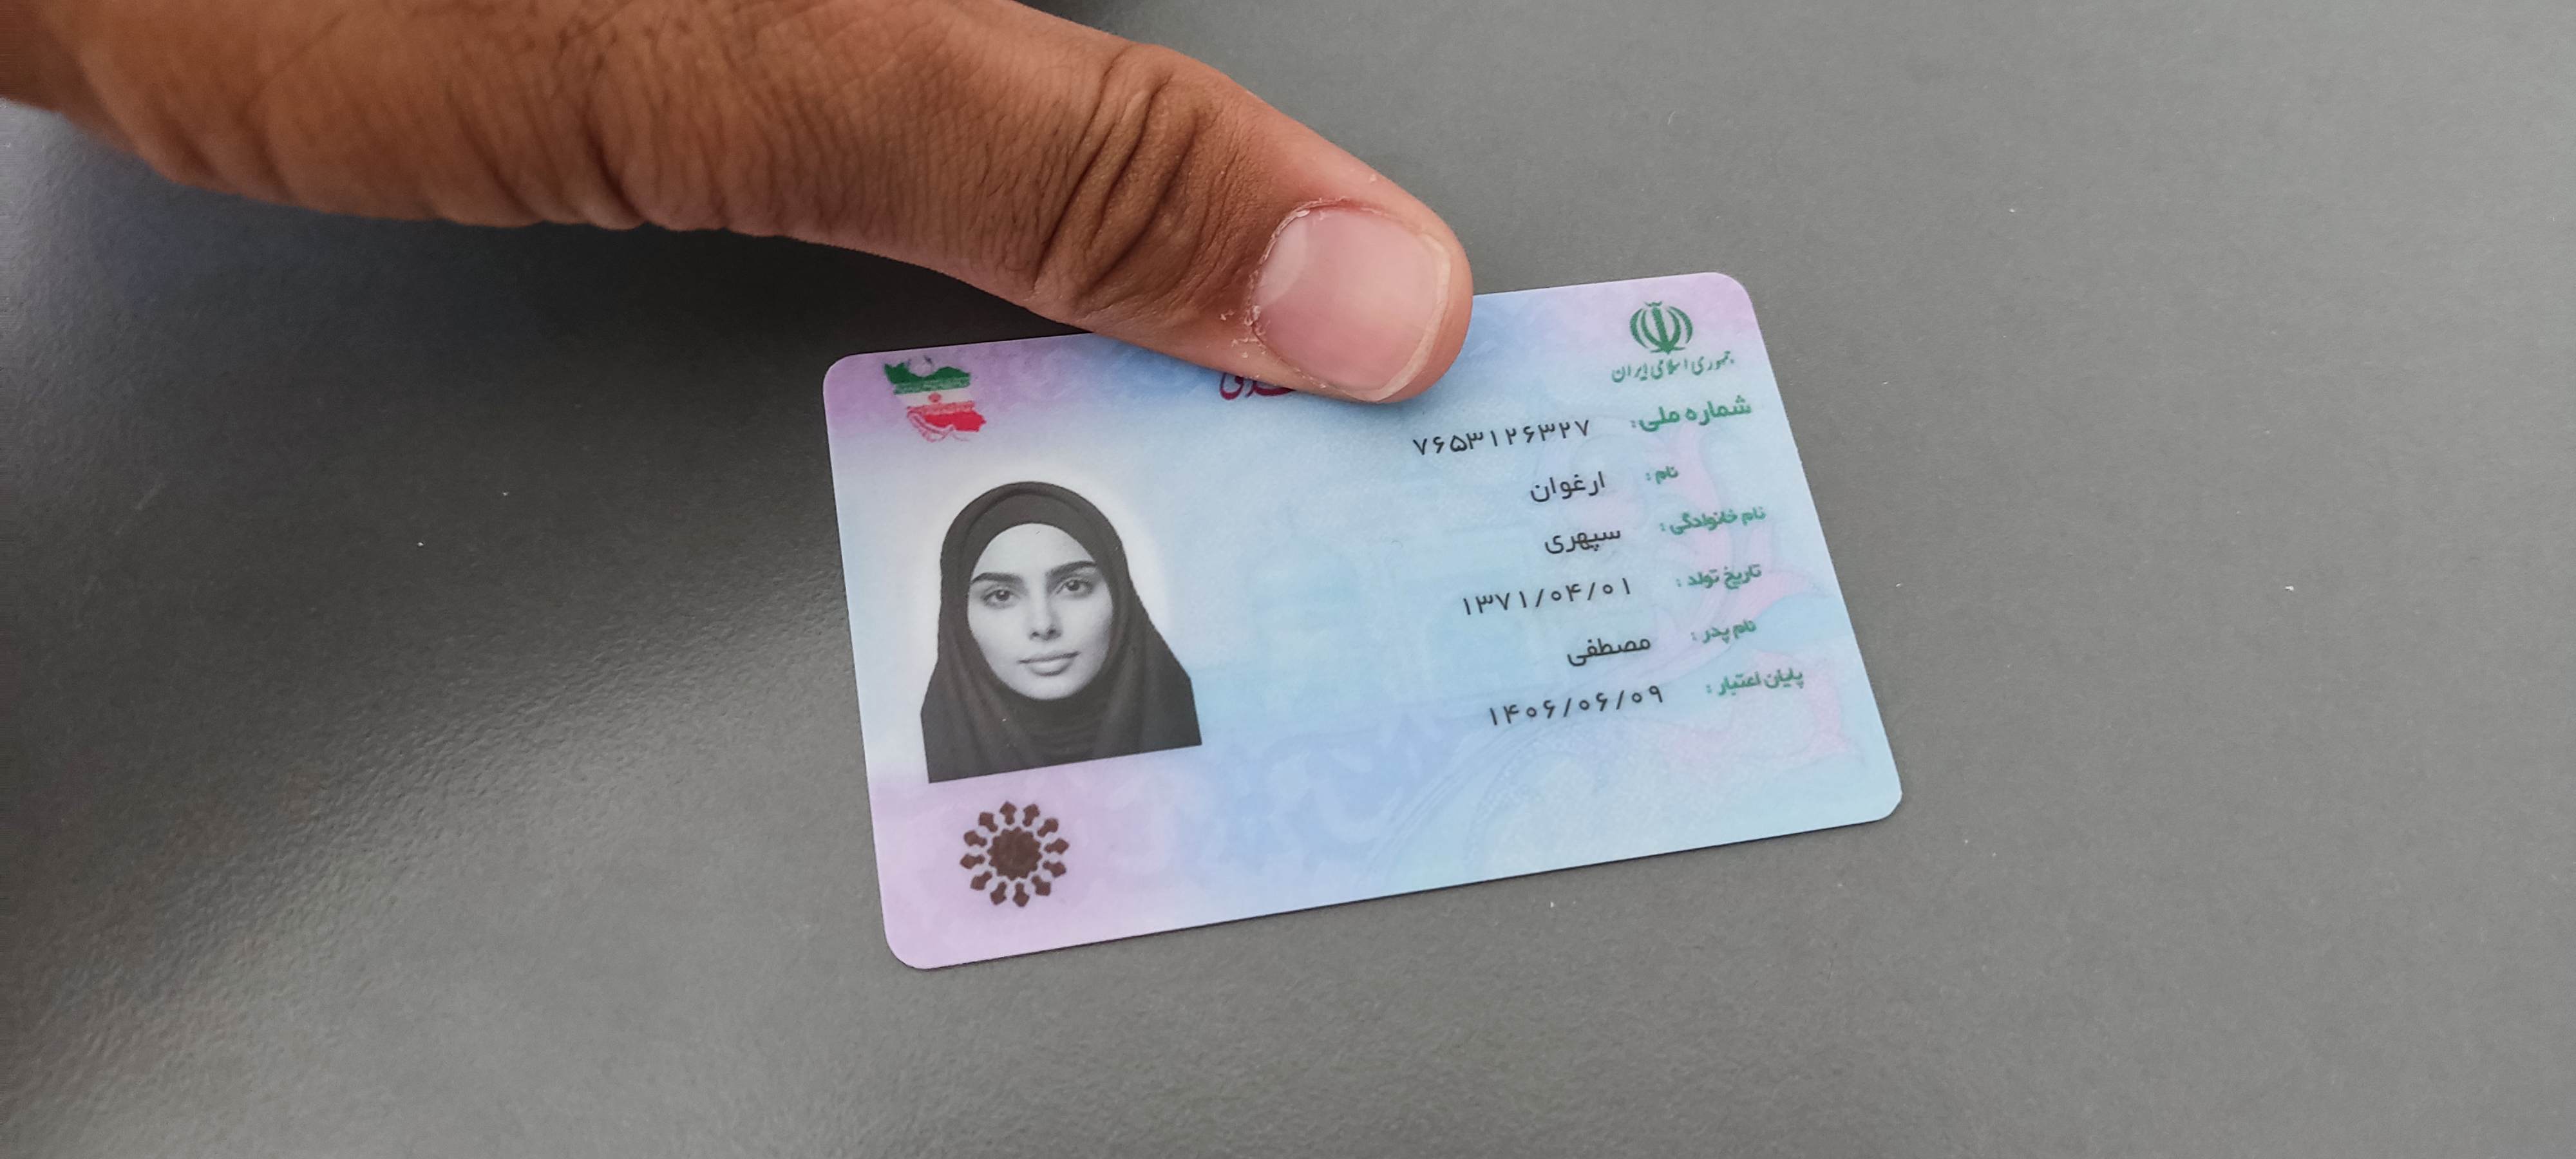 جمهوری اسلامی ایران
شماره ملی: ۷۶۵۳۱۲۶۳۲۷
نام: ارغوان
نام خانوادگی: سپهری
تاریخ تولد: ۱۳۷۱/۰۴/۰۱
نام پدر: مصطفی
پایان اعتبار: ۱۴۰۶/۰۶/۰۹